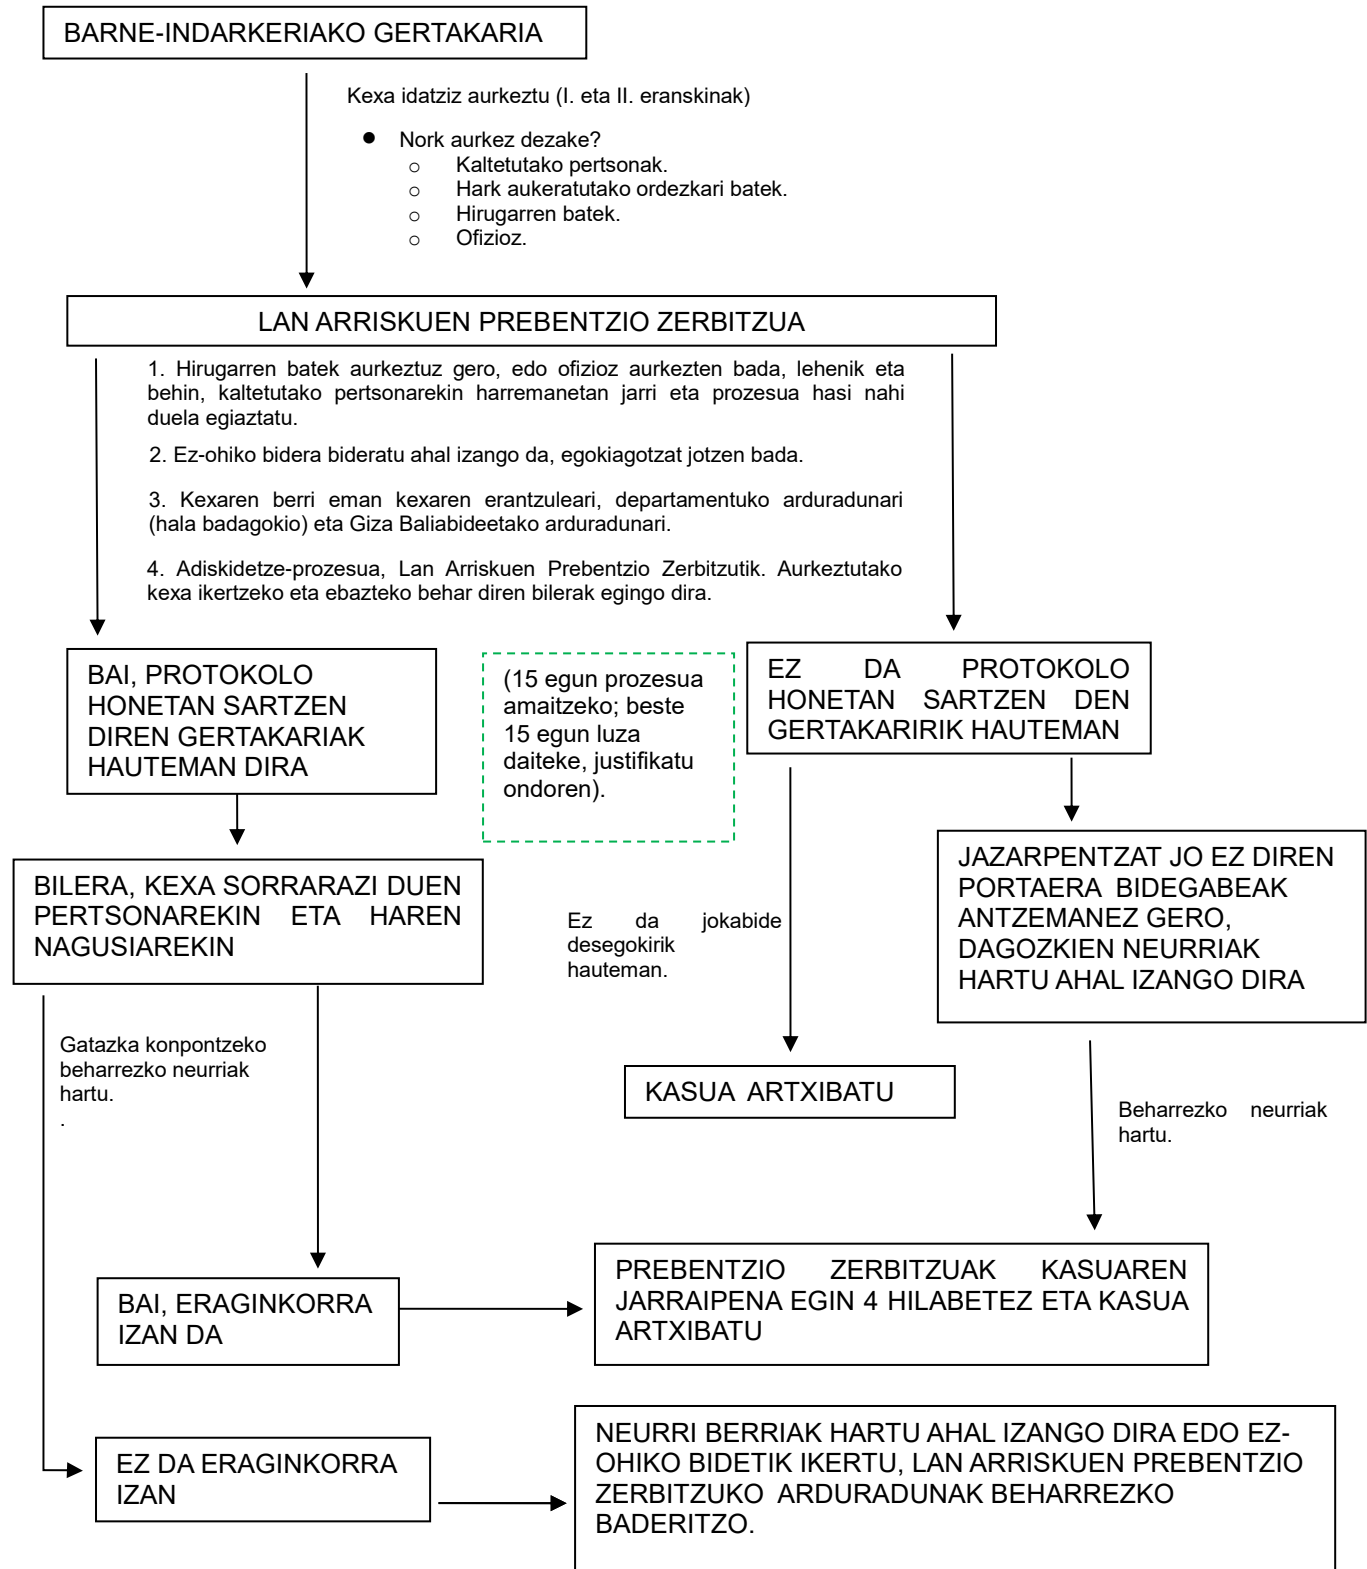 BARNE-INDARKERIAKO GERTAKARIA
Kexa idatziz aurkeztu (I. eta II. eranskinak)
● Nork aurkez dezake?
o Kaltetutako pertsonak.
o Hark aukeratutako ordezkari batek.
o Hirugarren batek.
o Ofizioz.
LAN ARRISKUEN PREBENTZIO ZERBITZUA
1. Hirugarren batek aurkeztuz gero, edo ofizioz aurkezten bada, lehenik eta
behin, kaltetutako pertsonarekin harremanetan jarri eta prozesua hasi nahi
duela egiaztatu.
2. Ez-ohiko bidera bideratu ahal izango da, egokiagotzat jotzen bada.
3. Kexaren berri eman kexaren erantzuleari, departamentuko arduradunari
(hala badagokio) eta Giza Baliabideetako arduradunari.
4. Adiskidetze-prozesua, Lan Arriskuen Prebentzio Zerbitzutik. Aurkeztutako
kexa ikertzeko eta ebazteko behar diren bilerak egingo dira.
BAI, PROTOKOLO
HONETAN SARTZEN
DIREN GERTAKARIAK
HAUTEMAN DIRA
(15 egun prozesua
amaitzeko; beste
15 egun luza
daiteke, justifikatu
ondoren).
EZ DA PROTOKOLO
HONETAN SARTZEN DEN
GERTAKARIRIK HAUTEMAN
BILERA, KEXA SORRARAZI DUEN
PERTSONAREKIN ETA HAREN
NAGUSIAREKIN
Ez da jokabide
desegokirik
hauteman.
JAZARPENTZAT JO EZ DIREN
PORTAERA BIDEGABEAK
ANTZEMANEZ GERO,
DAGOZKIEN NEURRIAK
HARTU AHAL IZANGO DIRA
Gatazka konpontzeko
beharrezko neurriak
hartu.
.
KASUA ARTXIBATU
Beharrezko neurriak
hartu.
BAI, ERAGINKORRA
IZAN DA
PREBENTZIO ZERBITZUAK KASUAREN
JARRAIPENA EGIN 4 HILABETEZ ETA KASUA
ARTXIBATU
EZ DA ERAGINKORRA
IZAN
NEURRI BERRIAK HARTU AHAL IZANGO DIRA EDO EZ-
OHIKO BIDETIK IKERTU, LAN ARRISKUEN PREBENTZIO
ZERBITZUKO ARDURADUNAK BEHARREZKO
BADERITZO.